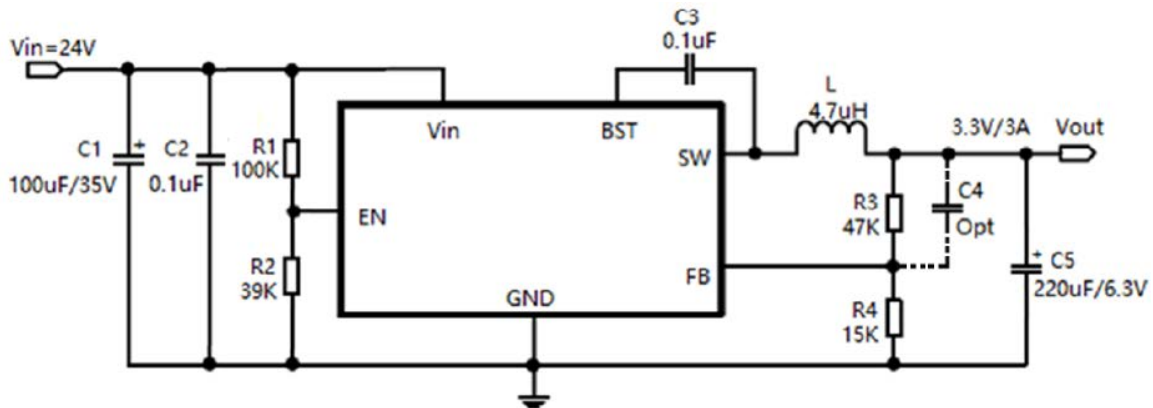 C3
0.1uF
Vin=24V
L
4.7uH
Vin
BST
3.3V/3A
Vout
C1
+
100uF/35V
C2
0.1uF
R1
100K
SW
R3
47K
C4
Opt
EN
R2
39K
FB
+
C5
220uF/6.3V
GND
R4
15K